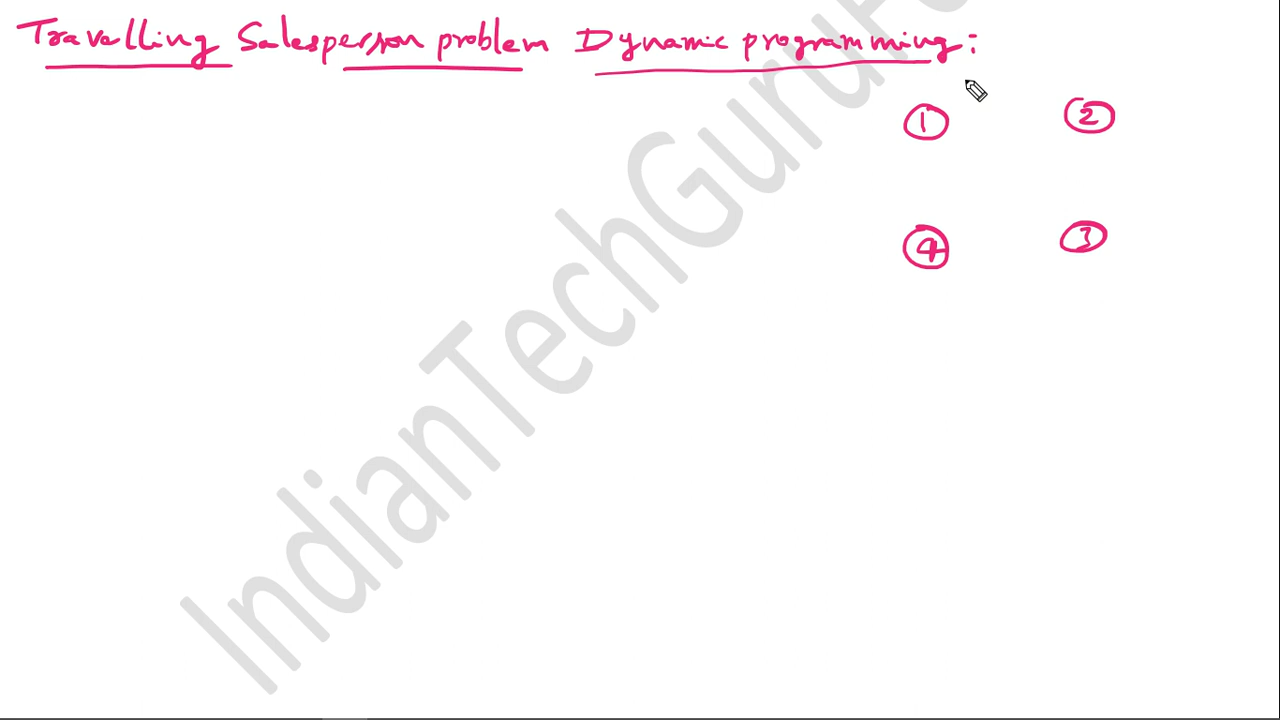 Travelling Salesperson problem Dynamic programming:
1 2
4 3
IndianTechGuru